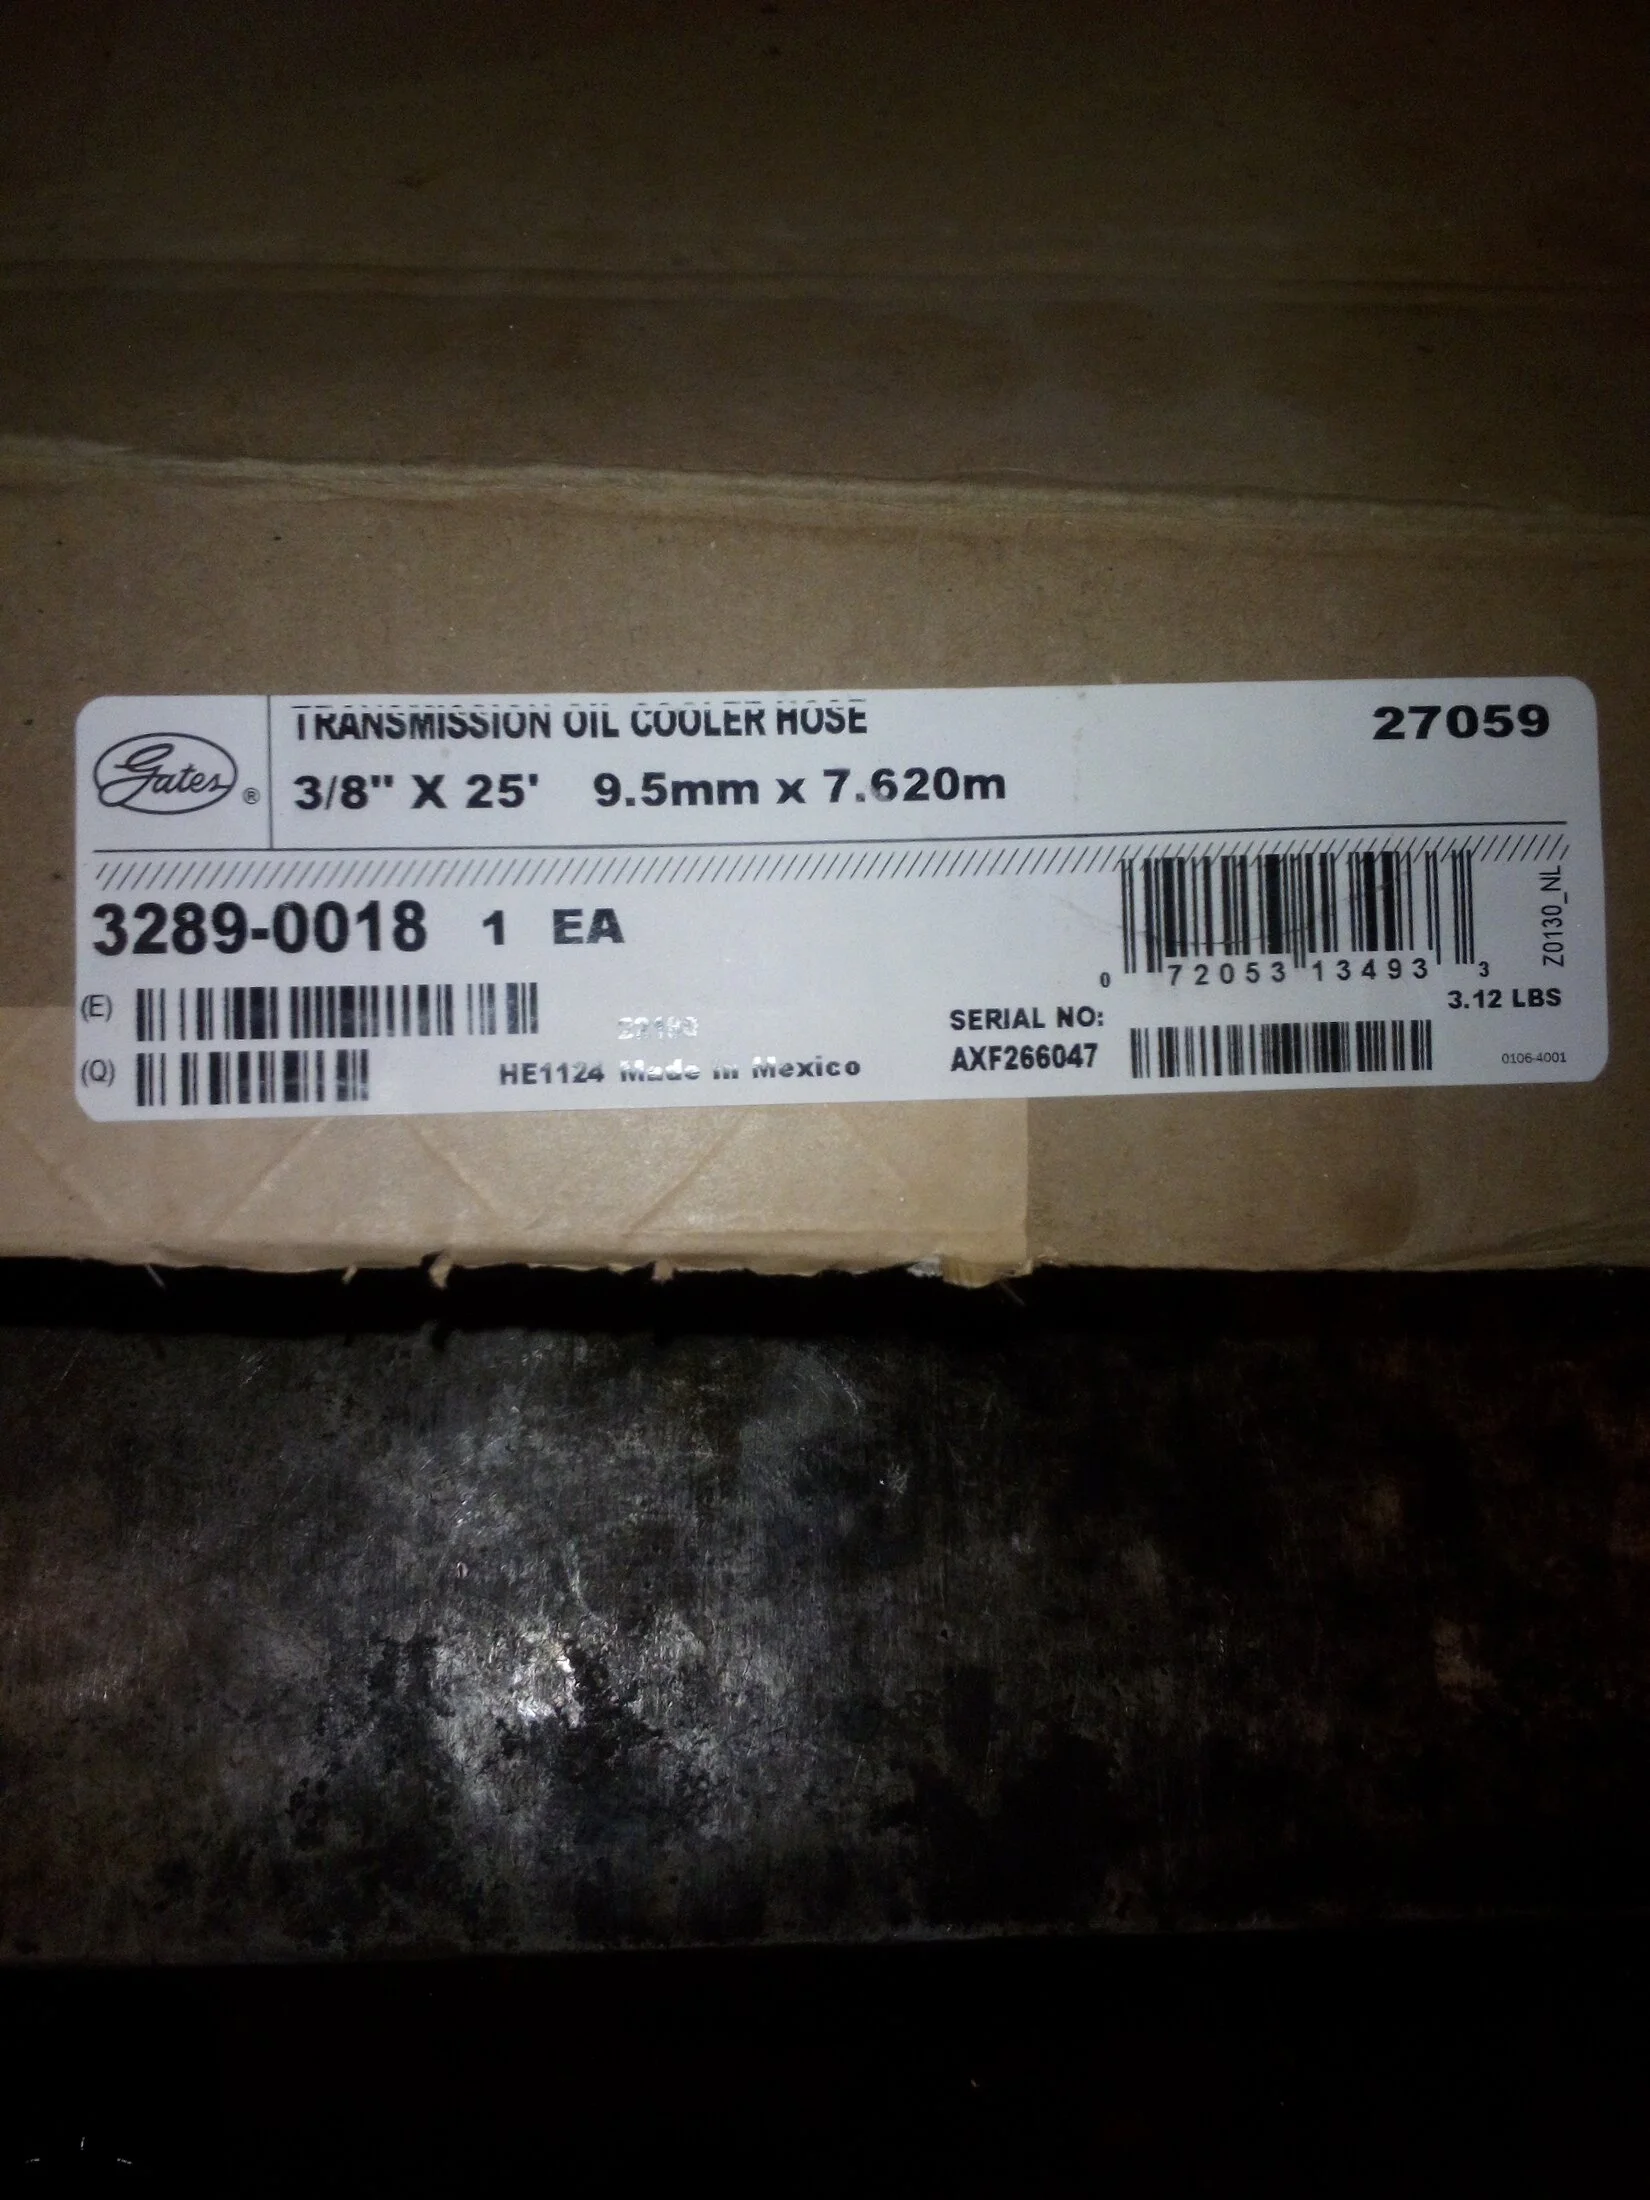 Gates ®
TRANSMISSION OIL COOLER HOSE
27059
3/8" X 25' 9.5mm x 7.620m
3289-0018 1 EA
0 72053 13493 3
Z0130_NL
3.12 LBS
(E)
SERIAL NO:
(Q)
HE1124 Made in Mexico
AXF266047
0106-4001